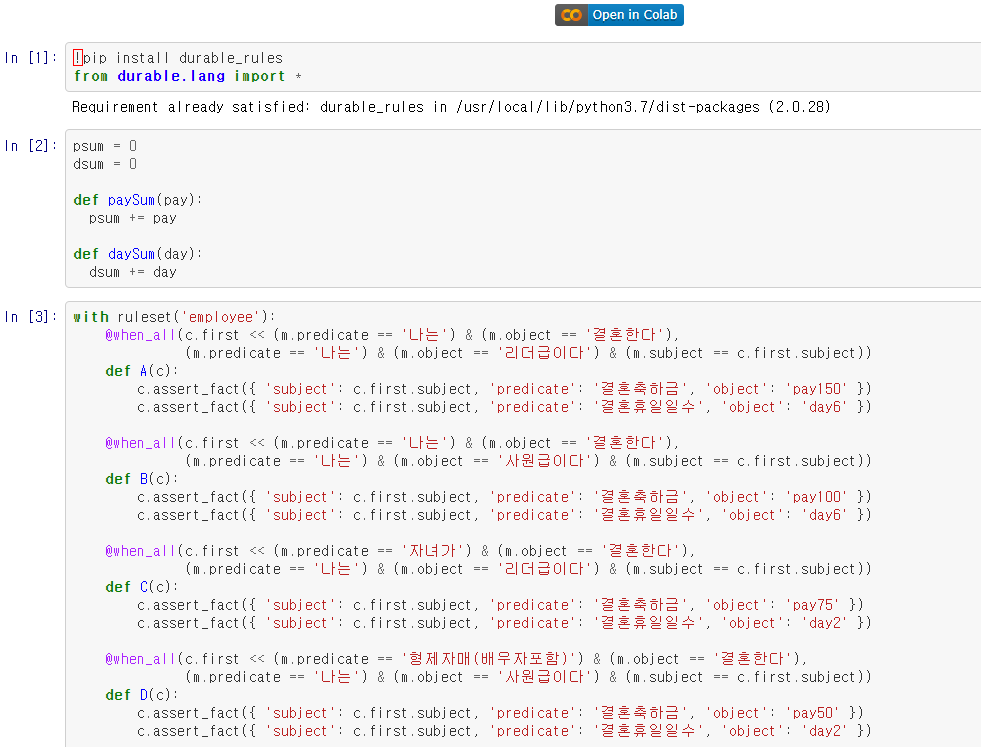 Open in Colab
In [1]: !pip install durable_rules
from durable.lang import *
Requirement already satisfied: durable_rules in /usr/local/lib/python3.7/dist-packages (2.0.28)
In [2]: psum = 0
dsum = 0
def paySum(pay):
psum += pay
def daySum(day):
dsum += day
In [3]: with ruleset('employee'):
@when_all(c.first << (m.predicate == '나는') & (m.object == '결혼한다'),
(m.predicate == '나는') & (m.object == '리더급이다') & (m.subject == c.first.subject))
def A(c):
c.assert_fact({ 'subject': c.first.subject, 'predicate': '결혼축하금', 'object': 'pay150' })
c.assert_fact({ 'subject': c.first.subject, 'predicate': '결혼휴일일수', 'object': 'day6' })
@when_all(c.first << (m.predicate == '나는') & (m.object == '결혼한다'),
(m.predicate == '나는') & (m.object == '사원급이다') & (m.subject == c.first.subject))
def B(c):
c.assert_fact({ 'subject': c.first.subject, 'predicate': '결혼축하금', 'object': 'pay100' })
c.assert_fact({ 'subject': c.first.subject, 'predicate': '결혼휴일일수', 'object': 'day6' })
@when_all(c.first << (m.predicate == '자녀가') & (m.object == '결혼한다'),
(m.predicate == '나는') & (m.object == '리더급이다') & (m.subject == c.first.subject))
def C(c):
c.assert_fact({ 'subject': c.first.subject, 'predicate': '결혼축하금', 'object': 'pay75' })
c.assert_fact({ 'subject': c.first.subject, 'predicate': '결혼휴일일수', 'object': 'day2' })
@when_all(c.first << (m.predicate == '형제자매(배우자포함)') & (m.object == '결혼한다'),
(m.predicate == '나는') & (m.object == '사원급이다') & (m.subject == c.first.subject))
def D(c):
c.assert_fact({ 'subject': c.first.subject, 'predicate': '결혼축하금', 'object': 'pay50' })
c.assert_fact({ 'subject': c.first.subject, 'predicate': '결혼휴일일수', 'object': 'day2' })